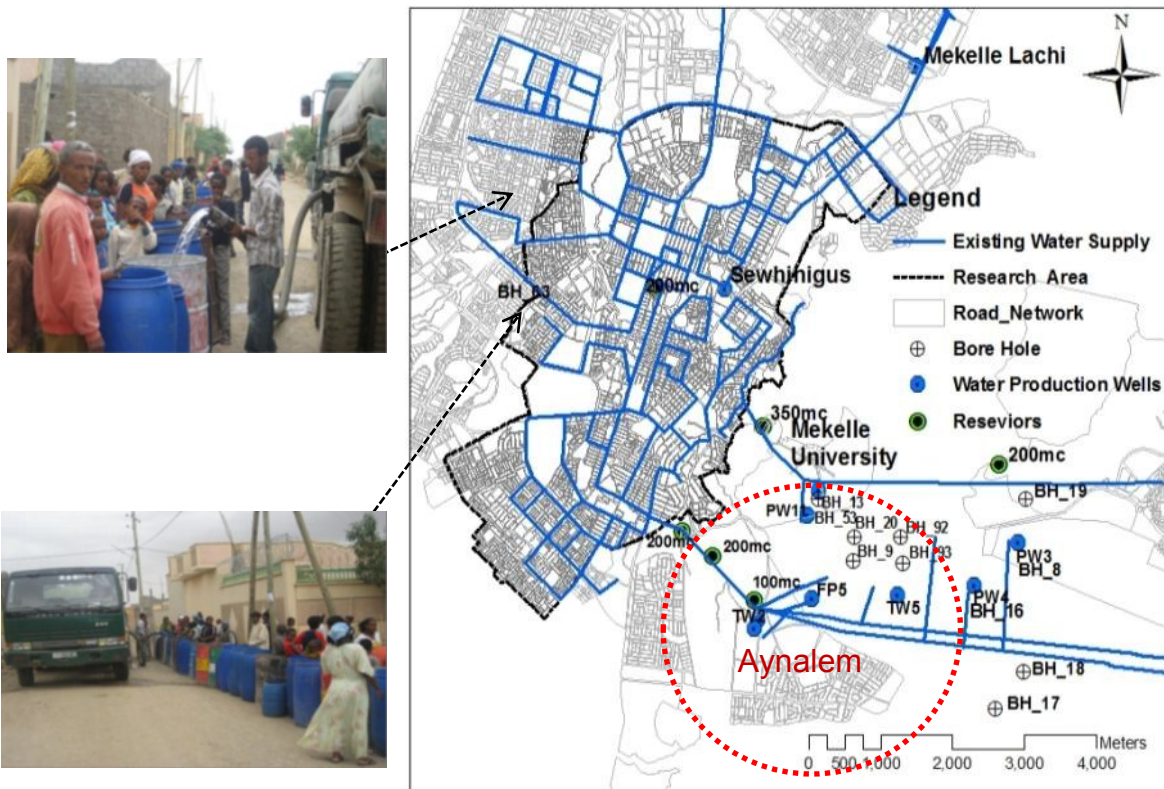 N
Mekelle Lachi
Legend
Existing Water Supply
Research Area
Road_Network
Bore Hole
Water Production Wells
Reseviors
Sewhinigus
200mc
BH_63
350mc
Mekelle
University
200mc
BH_19
BH_13
PW11
BH_53
BH_20
BH_92
BH_9
BH_93
PW3
BH_8
200mc
200mc
100mc
FP5
TW5
PW4
BH_16
TW2
Aynalem
BH_18
BH_17
Meters
0 500 1,000 2,000 3,000 4,000